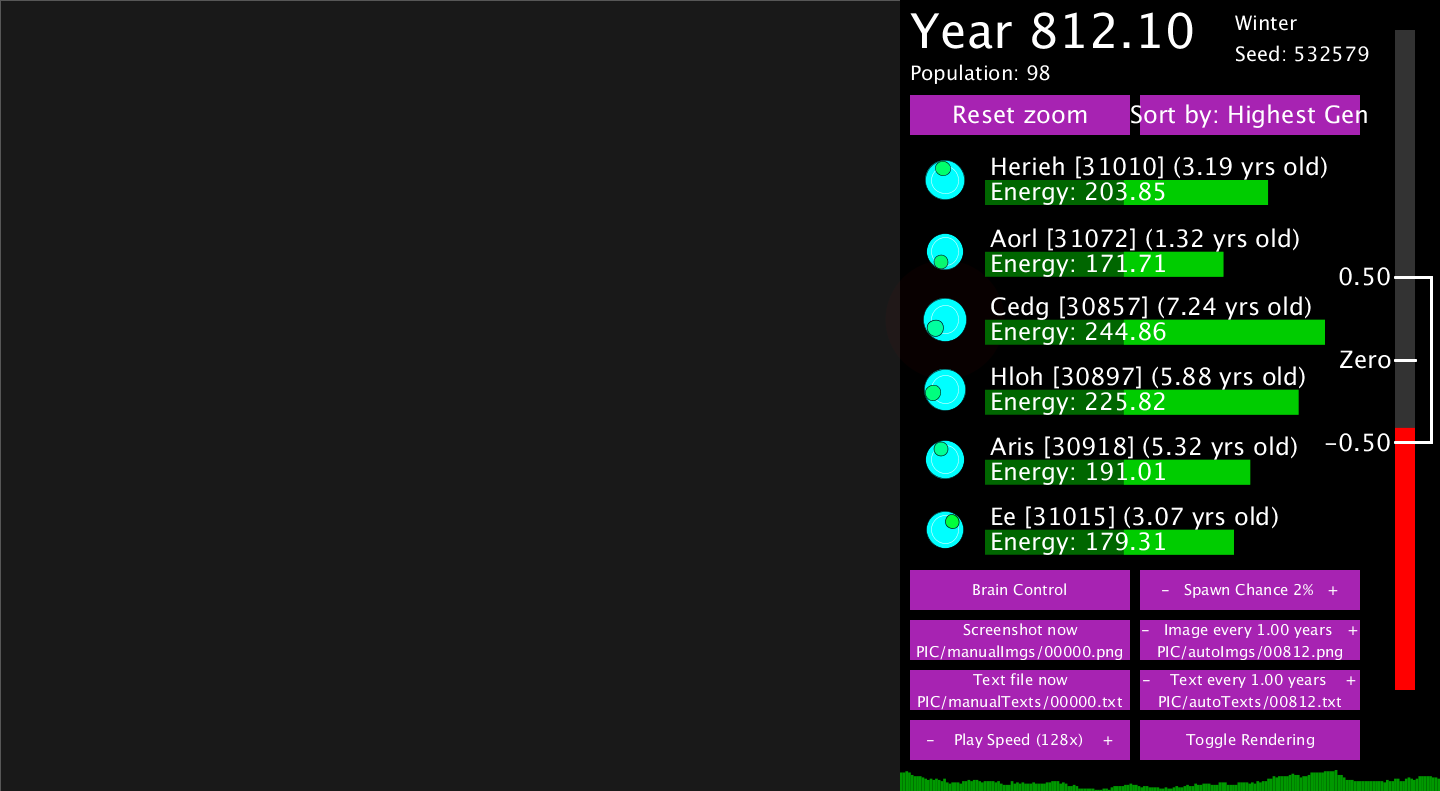 Year 812.10
Winter
Seed: 532579
Population: 98
Reset zoom
Sort by: Highest Gen
Herieh [31010] (3.19 yrs old)
Energy: 203.85
Aorl [31072] (1.32 yrs old)
Energy: 171.71
Cedg [30857] (7.24 yrs old)
Energy: 244.86
Hloh [30897] (5.88 yrs old)
Energy: 225.82
Aris [30918] (5.32 yrs old)
Energy: 191.01
Ee [31015] (3.07 yrs old)
Energy: 179.31
0.50
Zero
−0.50
Brain Control
– Spawn Chance 2% +
Screenshot now
PIC/manualImgs/00000.png
– Image every 1.00 years +
PIC/autoImgs/00812.png
Text file now
PIC/manualTexts/00000.txt
– Text every 1.00 years +
PIC/autoTexts/00812.txt
– Play Speed (128x) +
Toggle Rendering